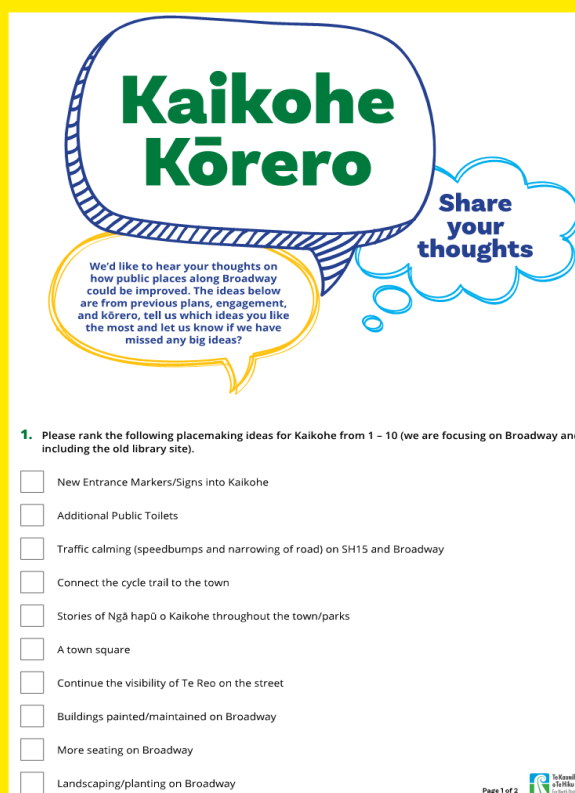 Kaikohe
Kōrero
Share
your
thoughts
We'd like to hear your thoughts on
how public places along Broadway
could be improved. The ideas below
are from previous plans, engagement,
and kōrero, tell us which ideas you like
the most and let us know if we have
missed any big ideas?
1. Please rank the following placemaking ideas for Kaikohe from 1 – 10 (we are focusing on Broadway and
including the old library site).
New Entrance Markers/Signs into Kaikohe
Additional Public Toilets
Traffic calming (speedbumps and narrowing of road) on SH15 and Broadway
Connect the cycle trail to the town
Stories of Ngā hapū o Kaikohe throughout the town/parks
A town square
Continue the visibility of Te Reo on the street
Buildings painted/maintained on Broadway
More seating on Broadway
Landscaping/planting on Broadway
Page 1 of 2
Te Kaunil
o Te Hiku